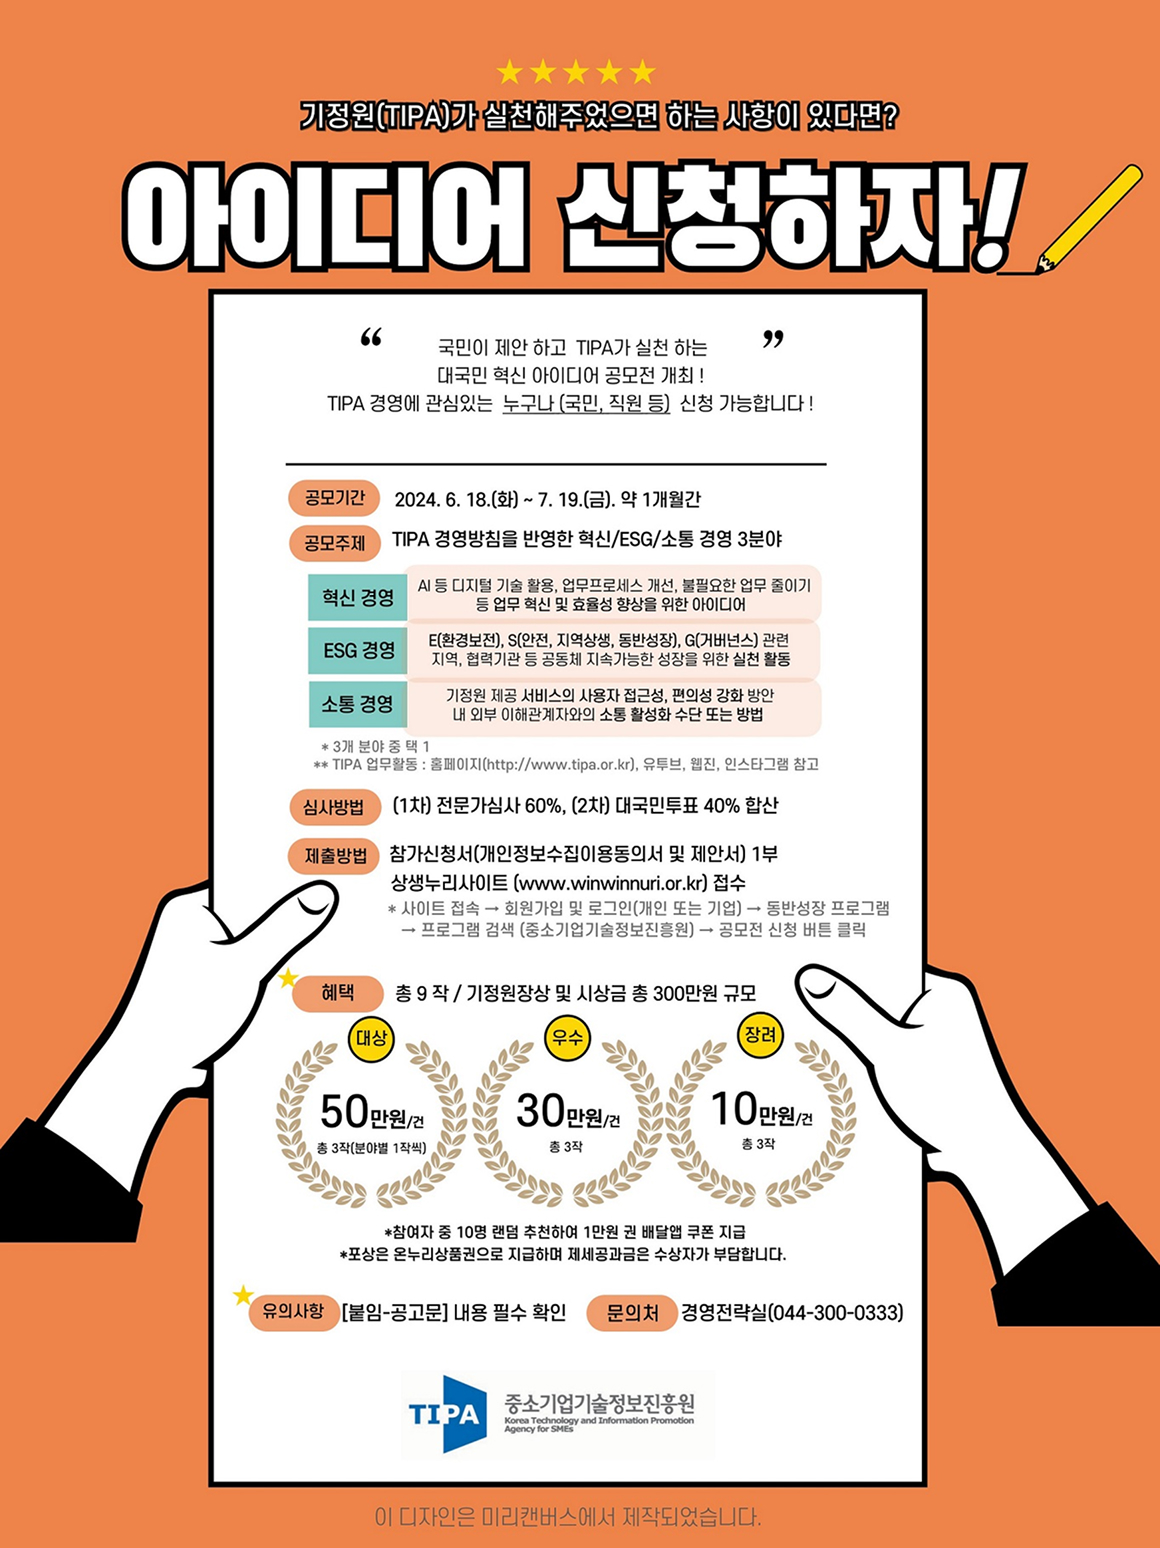 기정원(TIPA)가 실천해주었으면 하는 사항이 있다면?
아이디어 신청하자!
“ 국민이 제안 하고 TIPA가 실천 하는 ”
대국민 혁신 아이디어 공모전 개최 !
TIPA 경영에 관심있는 누구나 (국민, 직원 등) 신청 가능합니다 !
공모기간 2024. 6. 18.(화) ~ 7. 19.(금). 약 1개월간
공모주제 TIPA 경영방침을 반영한 혁신/ESG/소통 경영 3분야
혁신 경영
AI 등 디지털 기술 활용, 업무프로세스 개선, 불필요한 업무 줄이기
등 업무 혁신 및 효율성 향상을 위한 아이디어
ESG 경영
E(환경보전), S(안전, 지역상생, 동반성장), G(거버넌스) 관련
지역, 협력기관 등 공동체 지속가능한 성장을 위한 실천 활동
소통 경영
기정원 제공 서비스의 사용자 접근성, 편의성 강화 방안
내 외부 이해관계자와의 소통 활성화 수단 또는 방법
* 3개 분야 중 택 1
** TIPA 업무활동 : 홈페이지(http://www.tipa.or.kr), 유투브, 웹진, 인스타그램 참고
심사방법 (1차) 전문가심사 60%, (2차) 대국민투표 40% 합산
제출방법 참가신청서(개인정보수집이용동의서 및 제안서) 1부
상생누리사이트 (www.winwinnuri.or.kr) 접수
* 사이트 접속 → 회원가입 및 로그인(개인 또는 기업) → 동반성장 프로그램
→ 프로그램 검색 (중소기업기술정보진흥원) → 공모전 신청 버튼 클릭
혜택 총 9 작 / 기정원장상 및 시상금 총 300만원 규모
대상
50만원/건
총 3작(분야별 1작씩)
우수
30만원/건
총 3작
장려
10만원/건
총 3작
*참여자 중 10명 랜덤 추천하여 1만원 권 배달앱 쿠폰 지급
*포상은 온누리상품권으로 지급하며 제세공과금은 수상자가 부담합니다.
유의사항 [붙임-공고문] 내용 필수 확인 문의처 경영전략실(044-300-0333)
TIPA 중소기업기술정보진흥원
Korea Technology and Information Promotion
Agency for SMEs
이 디자인은 미리캔버스에서 제작되었습니다.